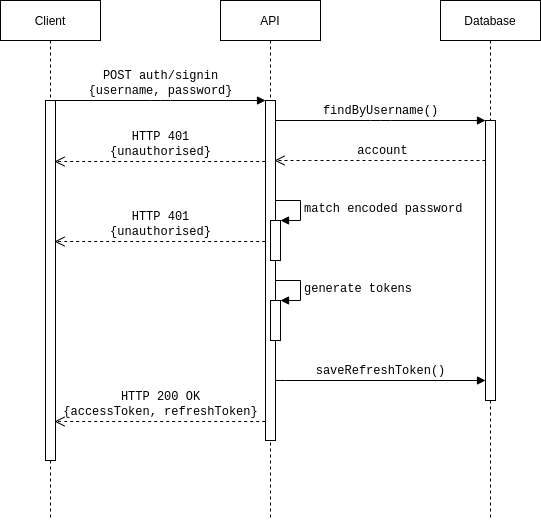 Client
API
Database
POST auth/signin
{username, password}
findByUsername()
HTTP 401
{unauthorised}
account
match encoded password
HTTP 401
{unauthorised}
generate tokens
saveRefreshToken()
HTTP 200 OK
{accessToken, refreshToken}